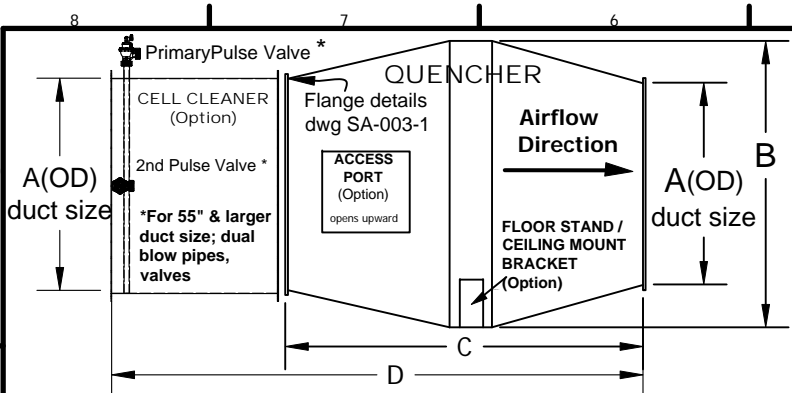 8 7 6
PrimaryPulse Valve *
QUENCHER
CELL CLEANER
(Option)
Flange details
dwg SA-003-1
Airflow
Direction
2nd Pulse Valve *
ACCESS
PORT
(Option)
opens upward
B
A(OD)
duct size
A(OD)
duct size
*For 55" & larger
duct size; dual
blow pipes,
valves
FLOOR STAND /
CEILING MOUNT
BRACKET
(Option)
C
D